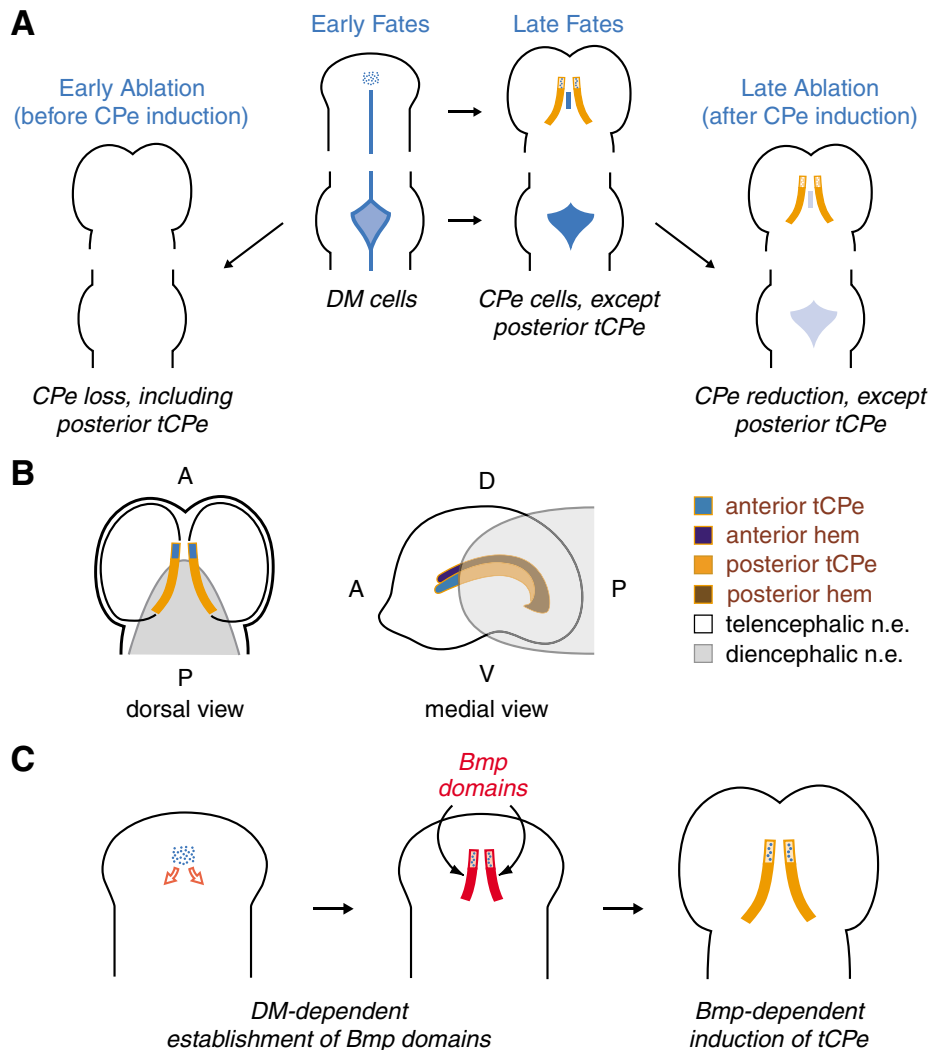 A
Early Fates
Late Fates
Early Ablation
(before CPe induction)
Late Ablation
(after CPe induction)
DM cells
CPe cells, except
posterior tCPe
CPe loss, including
posterior tCPe
CPe reduction, except
posterior tCPe
B
A
P
dorsal view
D
A
P
V
medial view
anterior tCPe
anterior hem
posterior tCPe
posterior hem
telencephalic n.e.
diencephalic n.e.
C
Bmp
domains
DM-dependent
establishment of Bmp domains
Bmp-dependent
induction of tCPe